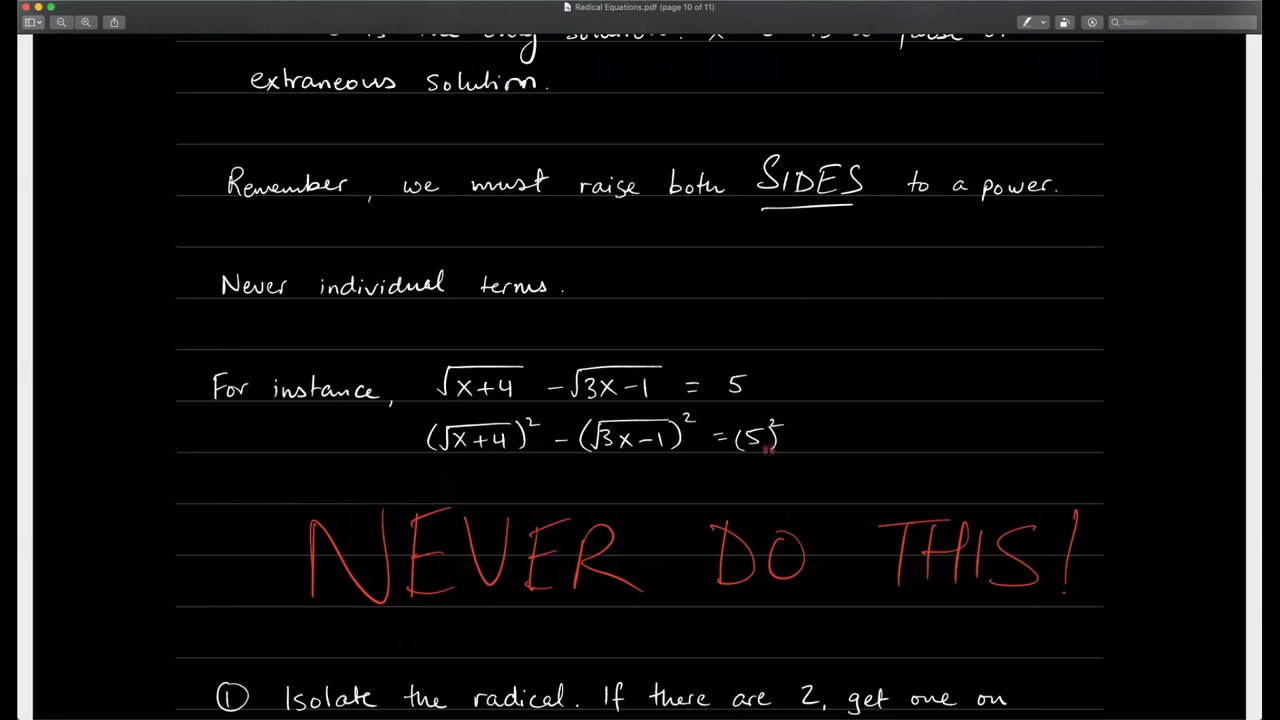 Radical Equations.pdf (page 10 of 11)
Search
extraneous solution.
Remember, we must raise both SIDES to a power.
Never individual terms.
For instance, √(x+4) - √(3x-1) = 5
(√(x+4))² - (√(3x-1))² = (5)²
NEVER DO THIS!
① Isolate the radical. If there are 2, get one on